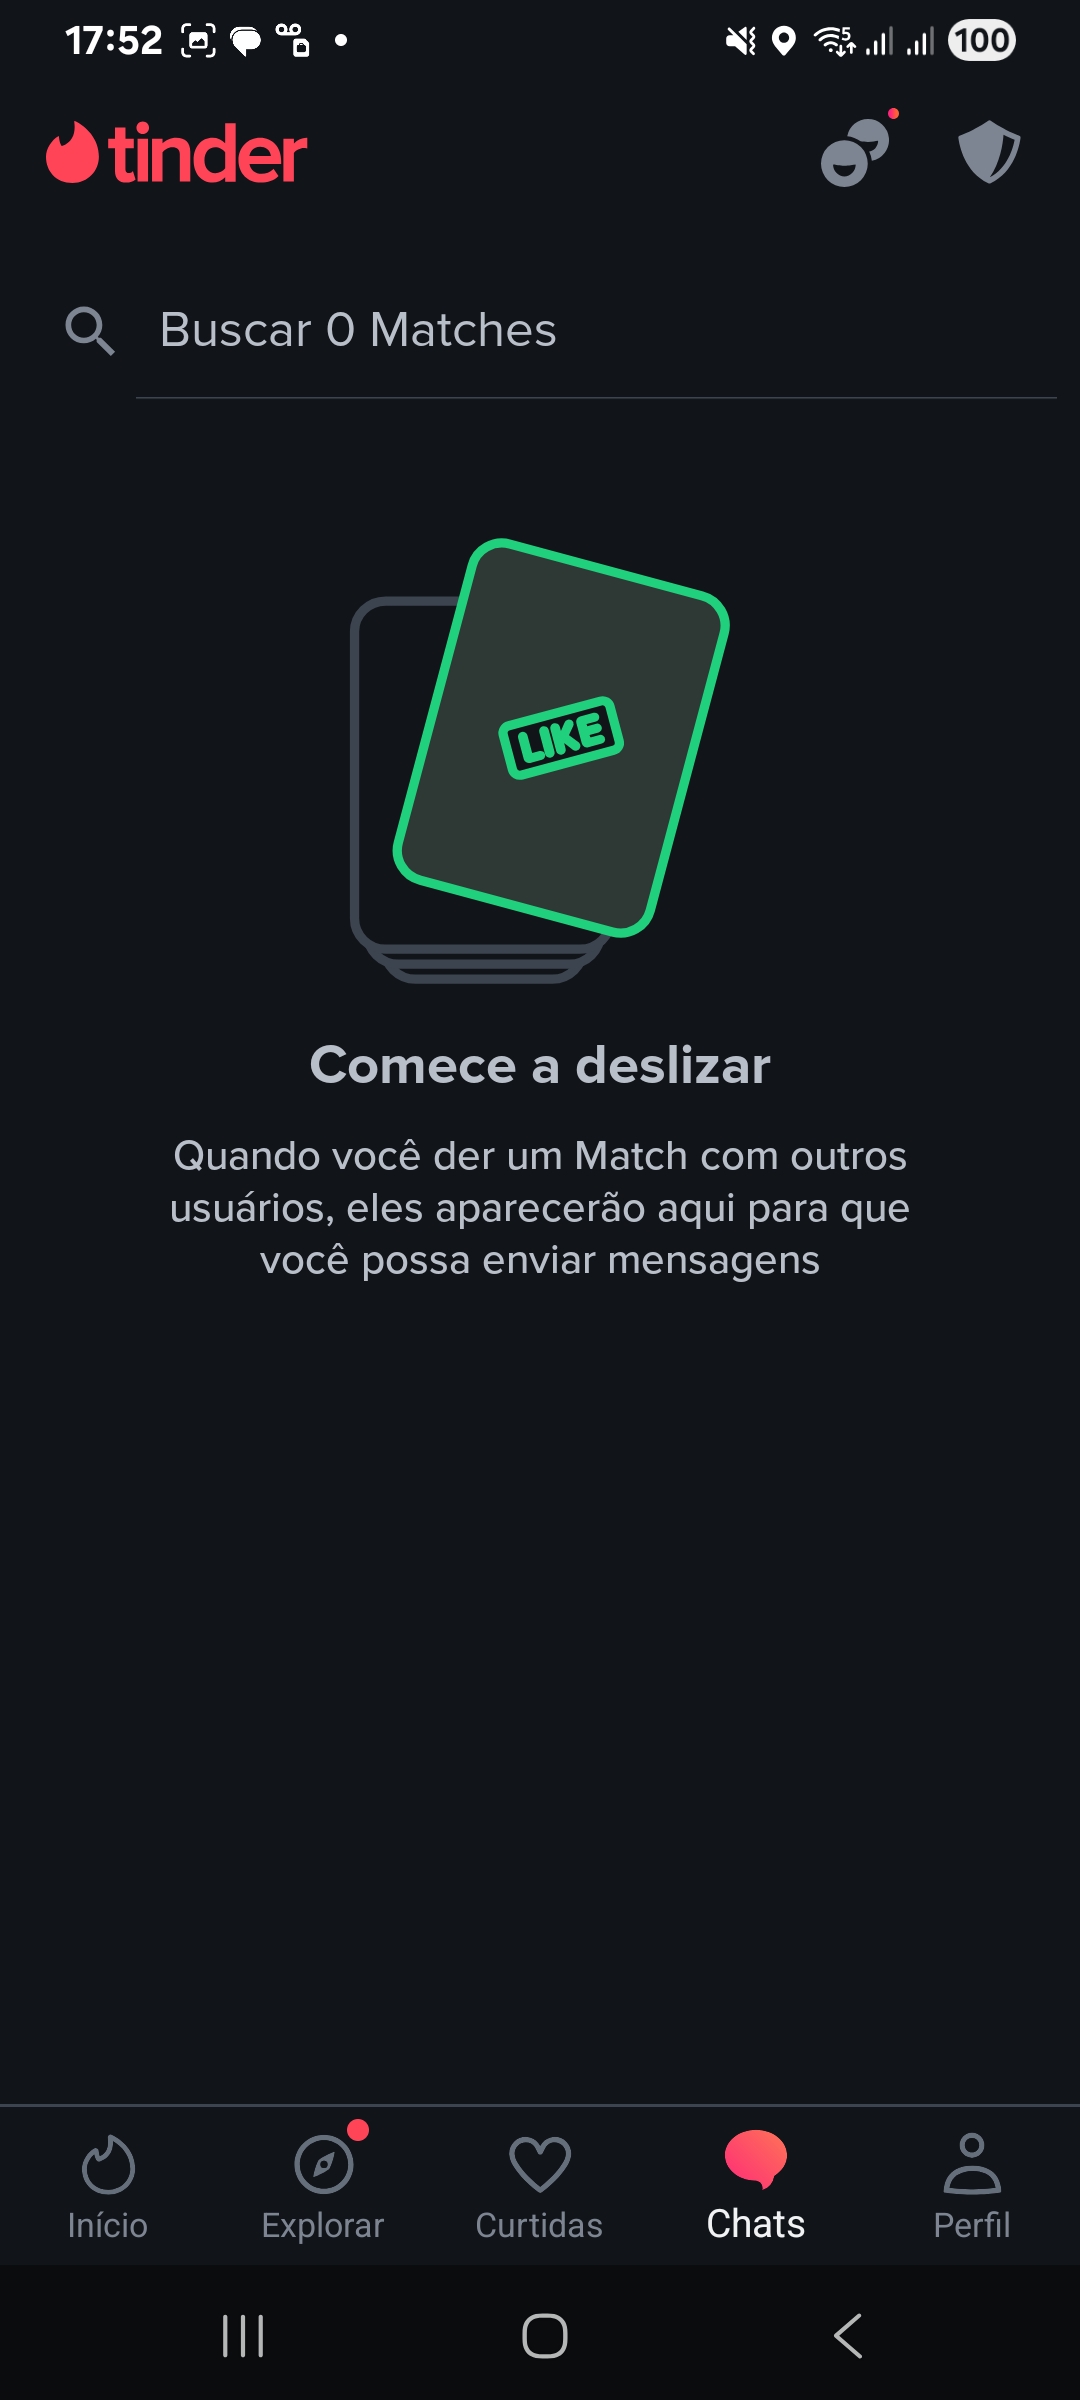 17:52
5
100
tinder
Buscar 0 Matches
LIKE
Comece a deslizar
Quando você der um Match com outros
usuários, eles aparecerão aqui para que
você possa enviar mensagens
Início
Explorar
Curtidas
Chats
Perfil